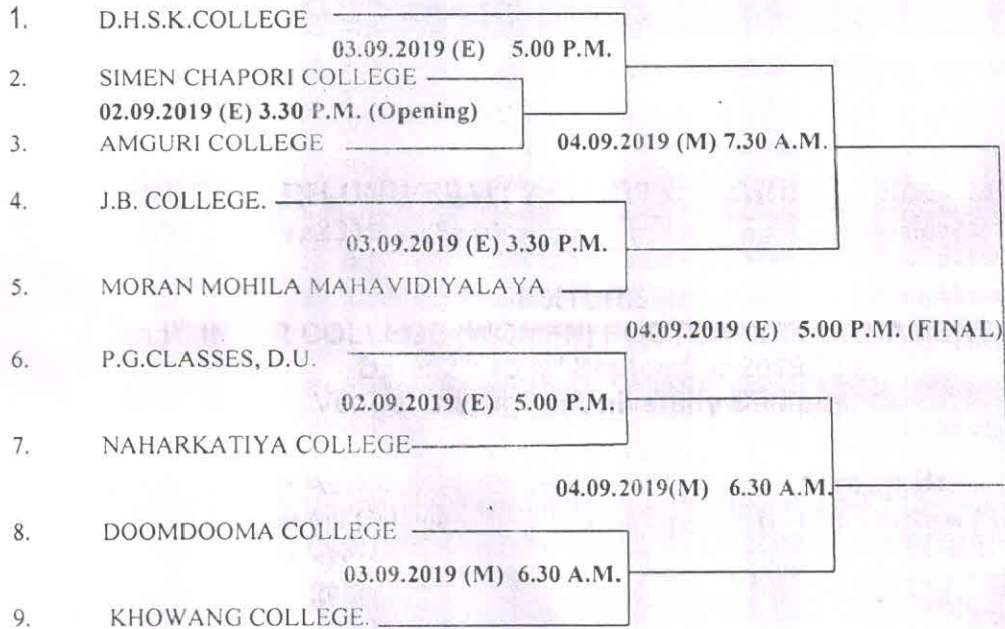 1. D.H.S.K.COLLEGE
03.09.2019 (E) 5.00 P.M.
2. SIMEN CHAPORI COLLEGE
02.09.2019 (E) 3.30 P.M. (Opening)
3. AMGURI COLLEGE
04.09.2019 (M) 7.30 A.M.
4. J.B. COLLEGE.
03.09.2019 (E) 3.30 P.M.
5. MORAN MOHILA MAHAVIDIYALAYA
04.09.2019 (E) 5.00 P.M. (FINAL)
6. P.G.CLASSES, D.U.
02.09.2019 (E) 5.00 P.M.
7. NAHARKATIYA COLLEGE
04.09.2019(M) 6.30 A.M.
8. DOOMDOOMA COLLEGE
03.09.2019 (M) 6.30 A.M.
9. KHOWANG COLLEGE.